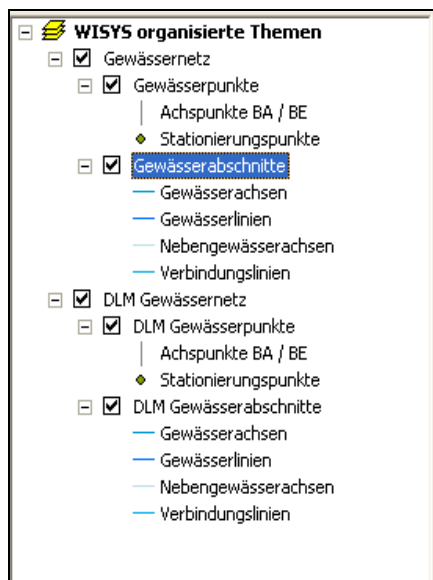 WISYS organisierte Themen
Gewässernetz
Gewässerpunkte
Achspunkte BA / BE
Stationierungspunkte
Gewässerabschnitte
Gewässerachsen
Gewässerlinien
Nebengewässerachsen
Verbindungslinien
DLM Gewässernetz
DLM Gewässerpunkte
Achspunkte BA / BE
Stationierungspunkte
DLM Gewässerabschnitte
Gewässerachsen
Gewässerlinien
Nebengewässerachsen
Verbindungslinien